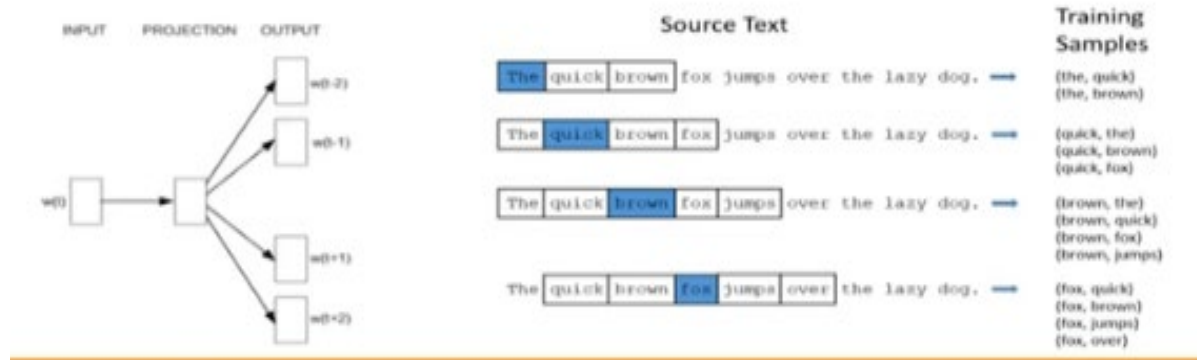 INPUT PROJECTION OUTPUT
w(t-2)
w(t-1)
w(t)
w(t+1)
w(t+2)
Source Text
Training
Samples
The quick brown fox jumps over the lazy dog.
(the, quick)
(the, brown)
The quick brown fox jumps over the lazy dog.
(quick, the)
(quick, brown)
(quick, fox)
The quick brown fox jumps over the lazy dog.
(brown, the)
(brown, quick)
(brown, fox)
(brown, jumps)
The quick brown fox jumps over the lazy dog.
(fox, quick)
(fox, brown)
(fox, jumps)
(fox, over)